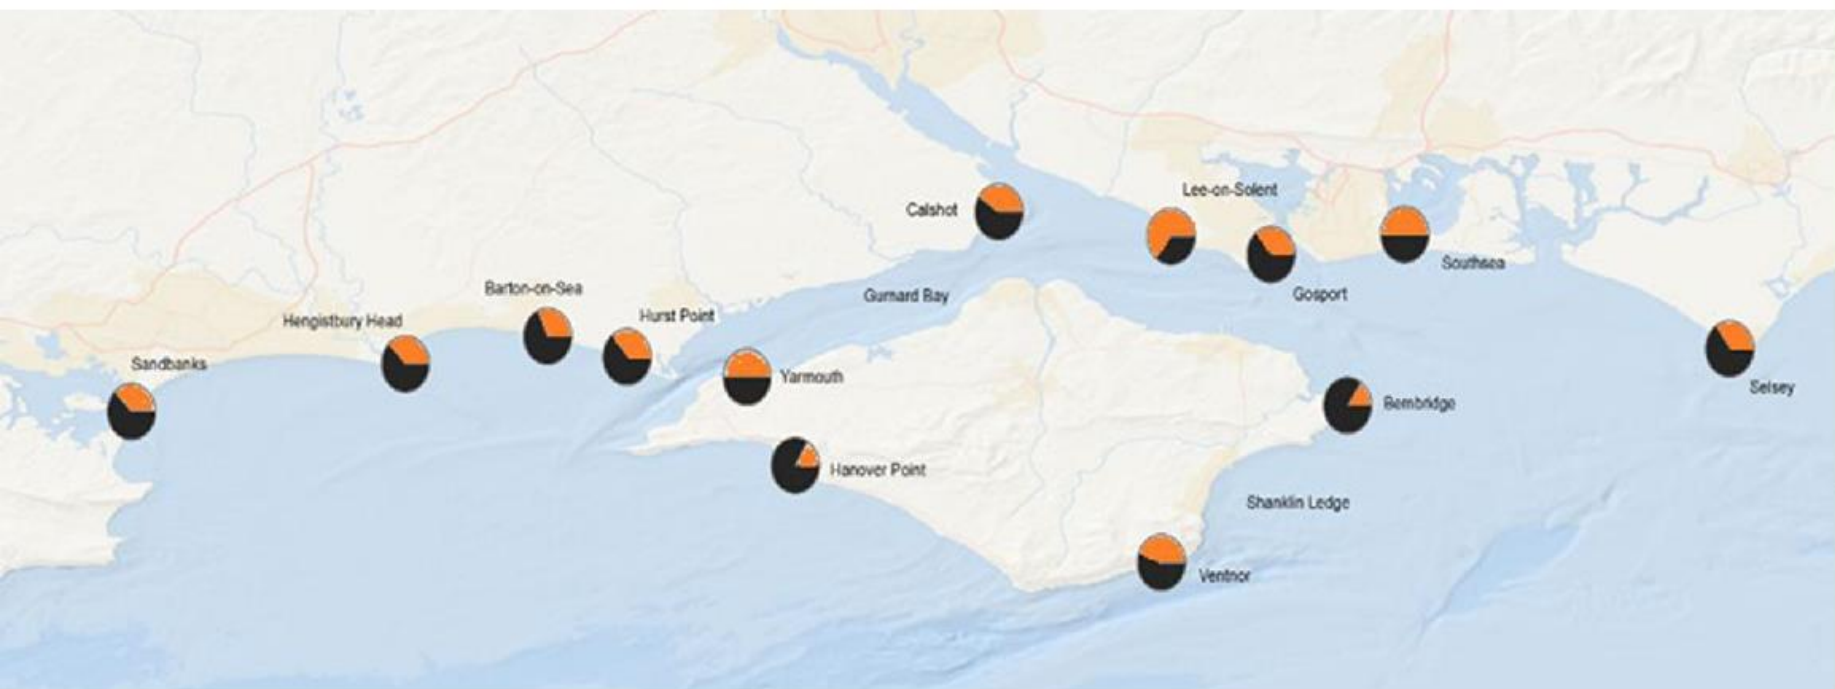 Calshot
Lee-on-Solent
Southsea
Gurnard Bay
Gosport
Barton-on-Sea
Hurst Point
Hengistbury Head
Sandbanks
Yarmouth
Selsey
Bembridge
Hanover Point
Shanklin Ledge
Ventnor